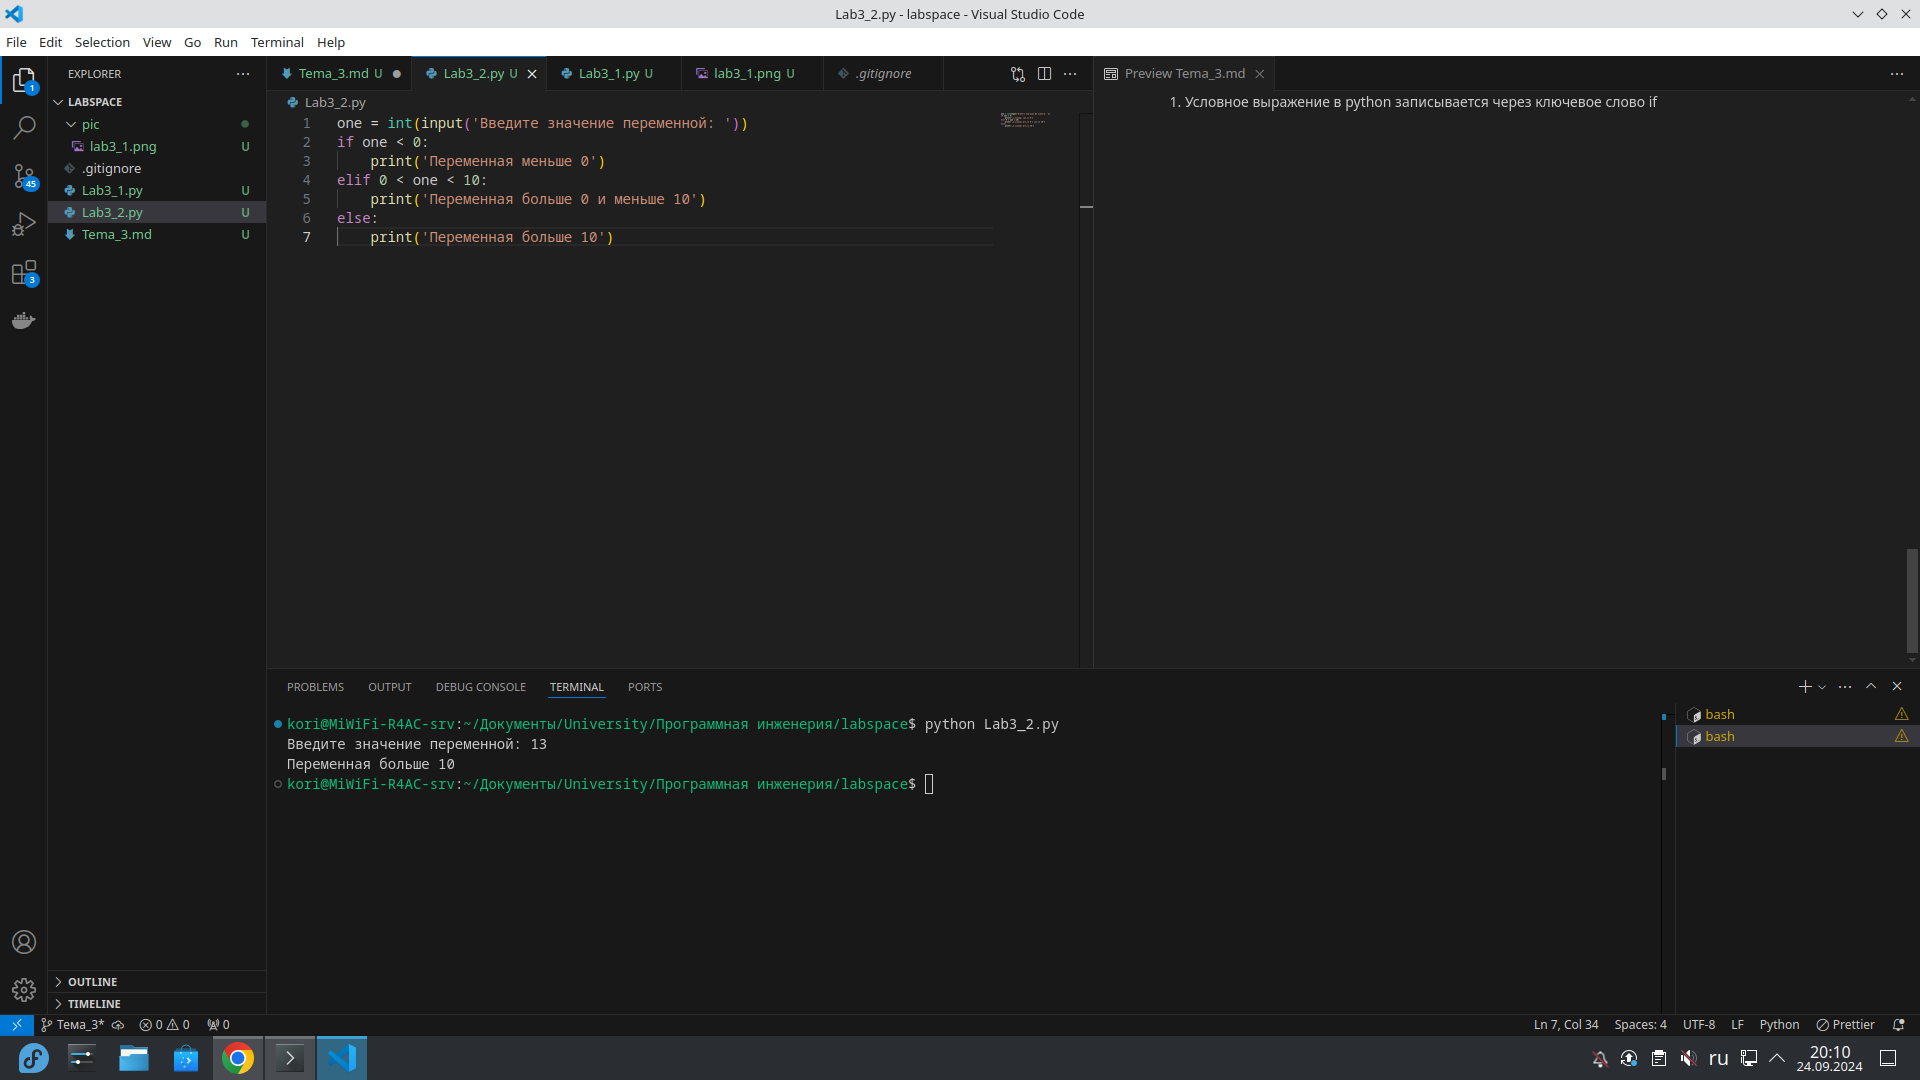 Lab3_2.py - labspace - Visual Studio Code
File Edit Selection View Go Run Terminal Help
EXPLORER
LABSPACE
pic
lab3_1.png U
.gitignore
Lab3_1.py U
Lab3_2.py U
Tema_3.md U
OUTLINE
TIMELINE
1
45
3
Tema_3.md U
Lab3_2.py U
Lab3_1.py U
lab3_1.png U
.gitignore
Lab3_2.py
1 one = int(input('Введите значение переменной: '))
2 if one < 0:
3 print('Переменная меньше 0')
4 elif 0 < one < 10:
5 print('Переменная больше 0 и меньше 10')
6 else:
7 print('Переменная больше 10')
Preview Tema_3.md
1. Условное выражение в python записывается через ключевое слово if
PROBLEMS OUTPUT DEBUG CONSOLE TERMINAL PORTS
kori@MiWiFi-R4AC-srv:~/Документы/University/Программная инженерия/labspace$ python Lab3_2.py
Введите значение переменной: 13
Переменная больше 10
kori@MiWiFi-R4AC-srv:~/Документы/University/Программная инженерия/labspace$
bash
bash
Тема_3* 0 0 0
Ln 7, Col 34 Spaces: 4 UTF-8 LF Python Prettier
ru
20:10
24.09.2024